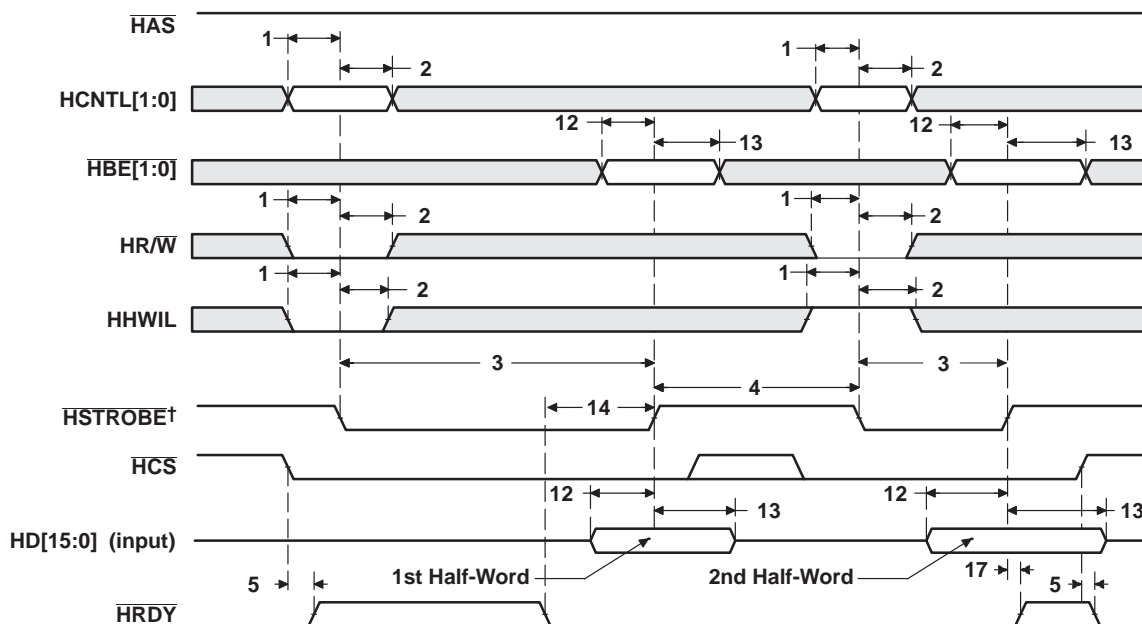 HAS
1
1
2
2
HCNTL[1:0]
12
12
13
13
HBE[1:0]
1
1
2
2
HR/W
1
1
2
2
HHWIL
3
3
4
14
HSTROBE†
HCS
12
12
13
13
HD[15:0] (input)
1st Half-Word
2nd Half-Word
17
5
5
HRDY